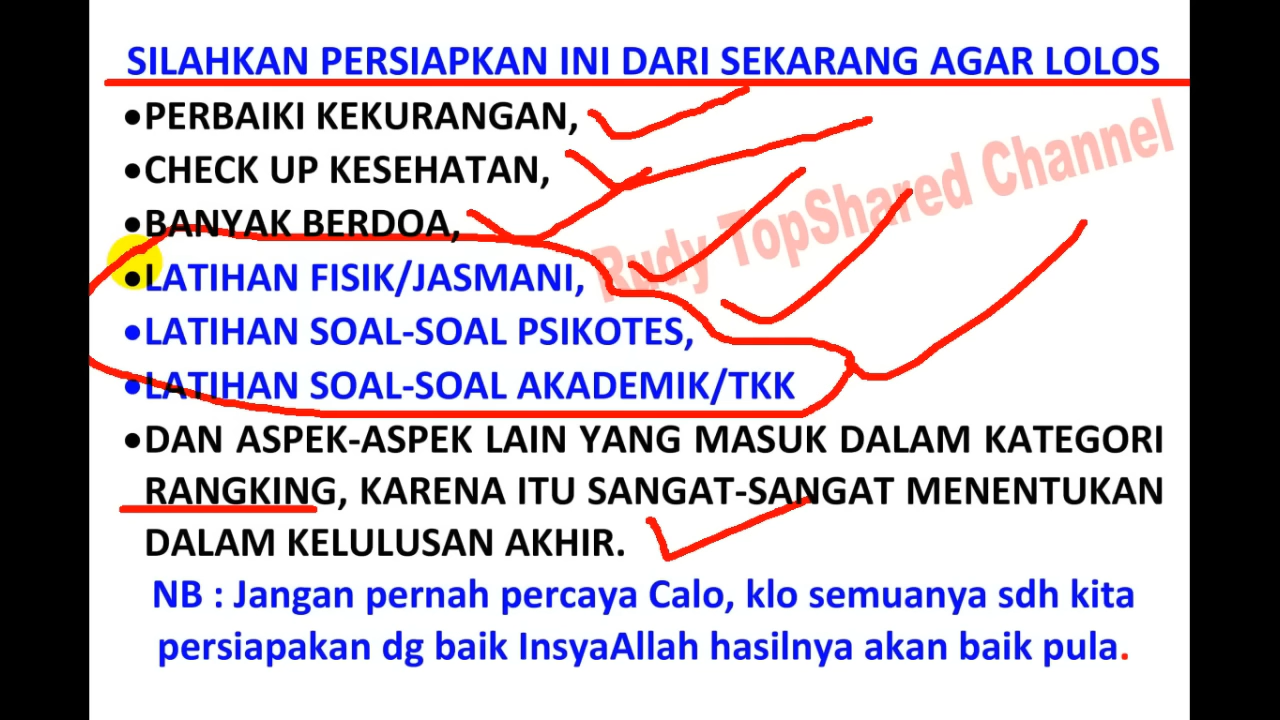 SILAHKAN PERSIAPKAN INI DARI SEKARANG AGAR LOLOS
•PERBAIKI KEKURANGAN,
•CHECK UP KESEHATAN,
•BANYAK BERDOA,
•LATIHAN FISIK/JASMANI,
•LATIHAN SOAL-SOAL PSIKOTES,
•LATIHAN SOAL-SOAL AKADEMIK/TKK
•DAN ASPEK-ASPEK LAIN YANG MASUK DALAM KATEGORI
RANGKING, KARENA ITU SANGAT-SANGAT MENENTUKAN
DALAM KELULUSAN AKHIR.
NB : Jangan pernah percaya Calo, klo semuanya sdh kita
persiapakan dg baik InsyaAllah hasilnya akan baik pula.
Rudy TopShared Channel